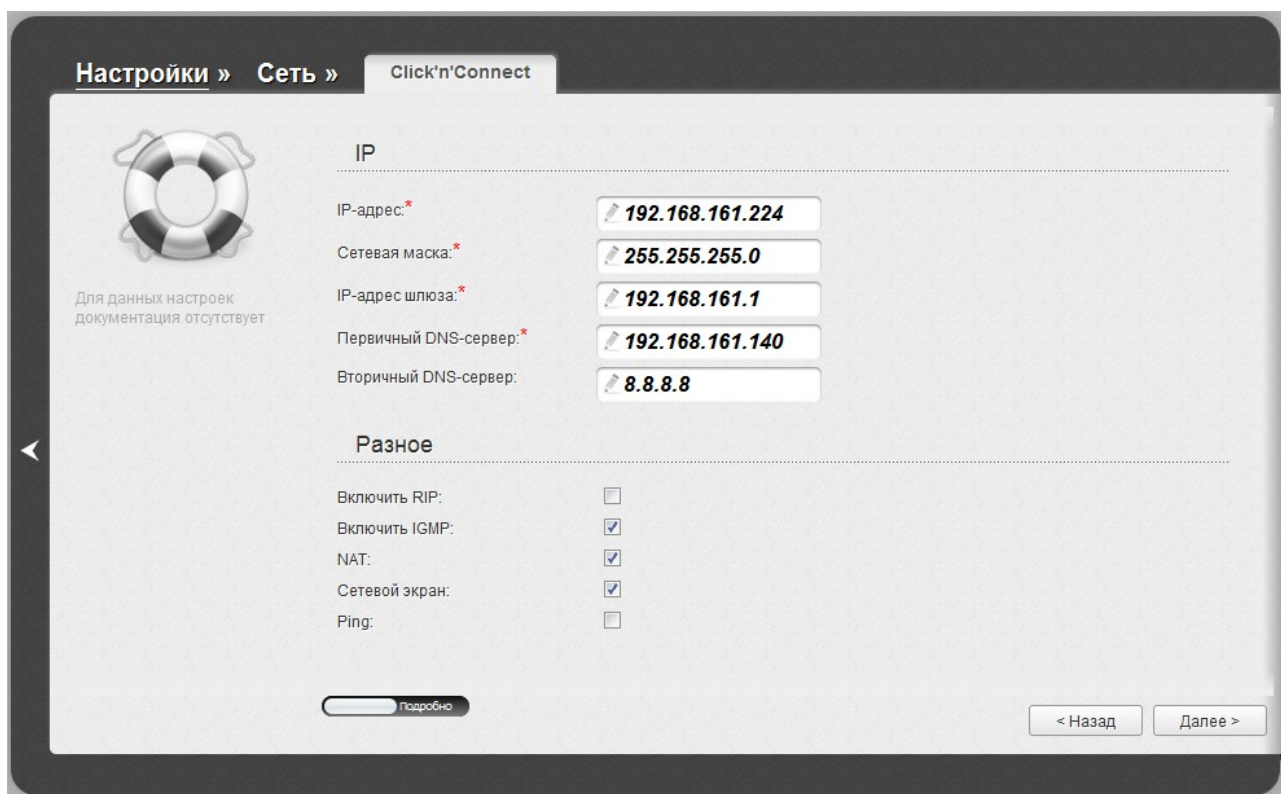 Настройки » Сеть » Click'n'Connect
Для данных настроек
документация отсутствует
IP
IP-адрес:* 192.168.161.224
Сетевая маска:* 255.255.255.0
IP-адрес шлюза:* 192.168.161.1
Первичный DNS-сервер:* 192.168.161.140
Вторичный DNS-сервер: 8.8.8.8
Разное
Включить RIP:
Включить IGMP:
NAT:
Сетевой экран:
Ping:
Подробно
< Назад Далее >